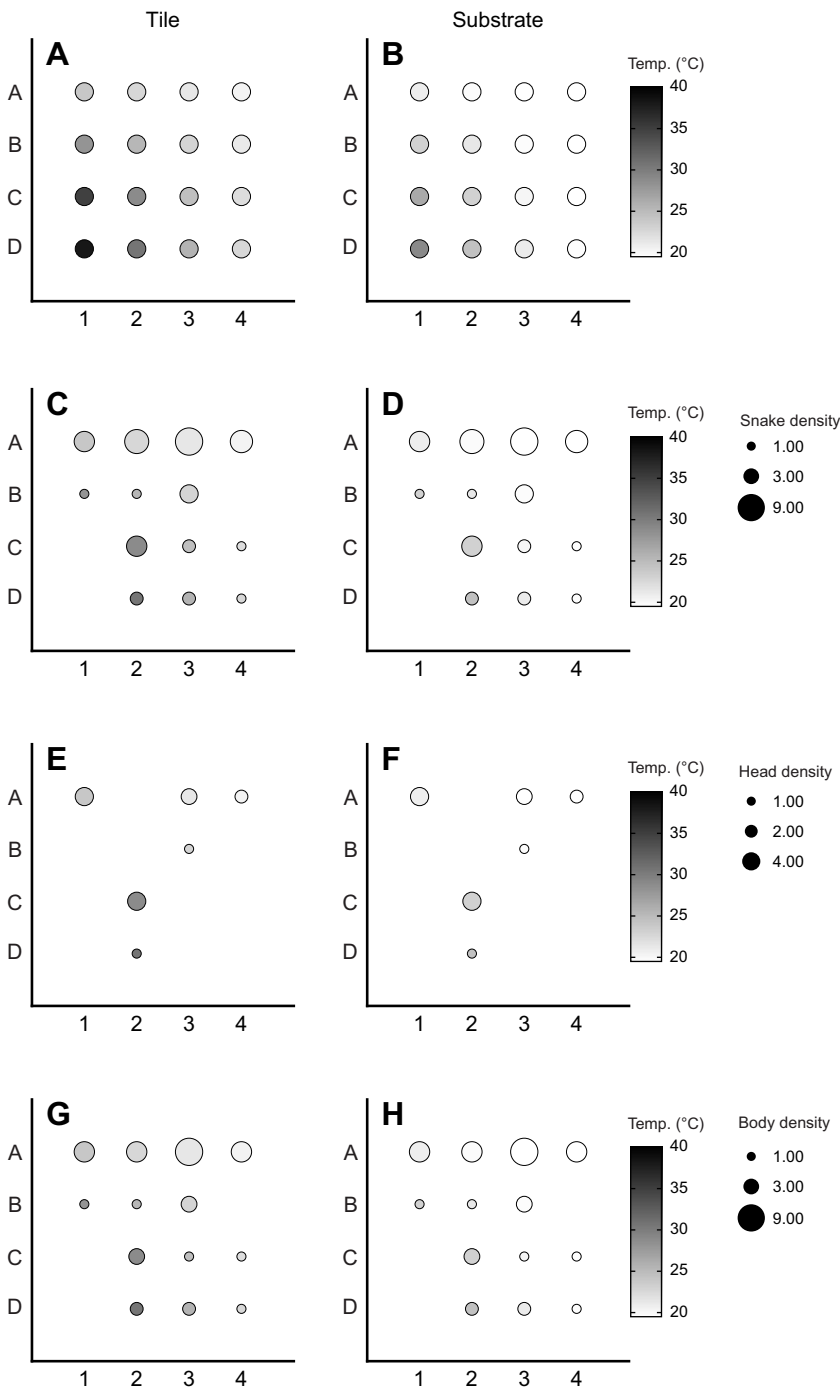 Tile
Substrate
A
B
Temp. (°C)
A
A
40
B
B
35
30
C
C
25
D
D
20
1 2 3 4
1 2 3 4
C
D
Temp. (°C)
Snake density
A
A
40
1.00
35
3.00
B
B
30
9.00
C
C
25
D
D
20
1 2 3 4
1 2 3 4
E
F
Temp. (°C)
Head density
A
A
40
1.00
35
2.00
B
B
30
4.00
C
C
25
D
D
20
1 2 3 4
1 2 3 4
G
H
Temp. (°C)
Body density
A
A
40
1.00
35
3.00
B
B
30
9.00
C
C
25
D
D
20
1 2 3 4
1 2 3 4